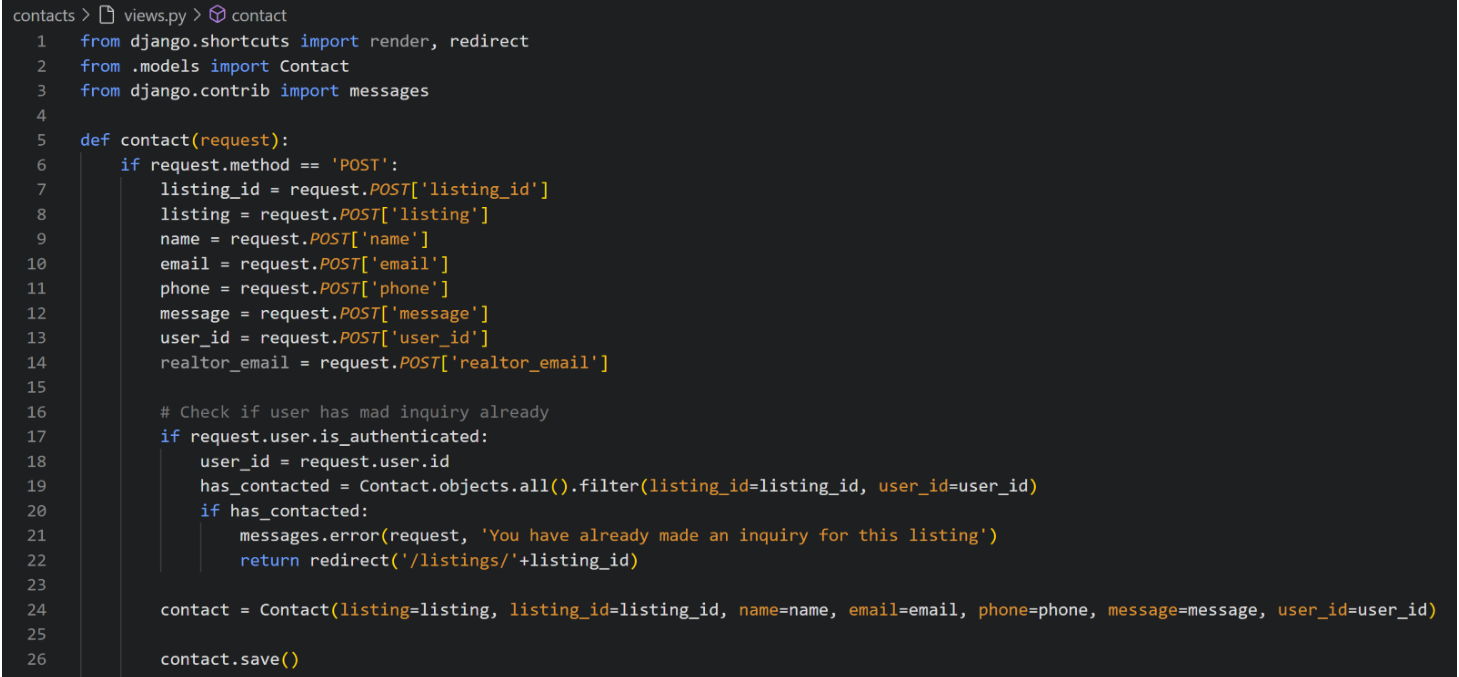 contacts > views.py > contact
1 from django.shortcuts import render, redirect
2 from .models import Contact
3 from django.contrib import messages
4
5 def contact(request):
6     if request.method == 'POST':
7         listing_id = request.POST['listing_id']
8         listing = request.POST['listing']
9         name = request.POST['name']
10         email = request.POST['email']
11         phone = request.POST['phone']
12         message = request.POST['message']
13         user_id = request.POST['user_id']
14         realtor_email = request.POST['realtor_email']
15
16         # Check if user has mad inquiry already
17         if request.user.is_authenticated:
18             user_id = request.user.id
19             has_contacted = Contact.objects.all().filter(listing_id=listing_id, user_id=user_id)
20             if has_contacted:
21                 messages.error(request, 'You have already made an inquiry for this listing')
22                 return redirect('/listings/'+listing_id)
23
24         contact = Contact(listing=listing, listing_id=listing_id, name=name, email=email, phone=phone, message=message, user_id=user_id)
25
26         contact.save()